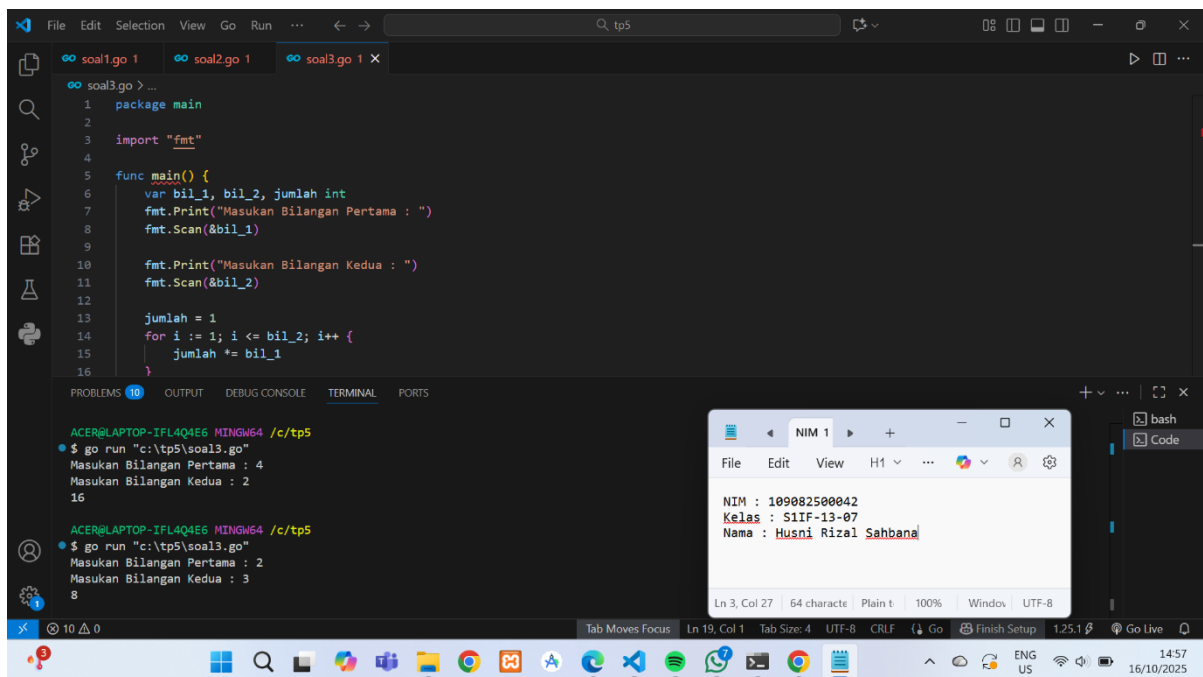 File Edit Selection View Go Run ... tp5
soal1.go 1 soal2.go 1 soal3.go 1
soal3.go > ...
1 package main
2
3 import "fmt"
4
5 func main() {
6 var bil_1, bil_2, jumlah int
7 fmt.Print("Masukan Bilangan Pertama : ")
8 fmt.Scan(&bil_1)
9
10 fmt.Print("Masukan Bilangan Kedua : ")
11 fmt.Scan(&bil_2)
12
13 jumlah = 1
14 for i := 1; i <= bil_2; i++ {
15 jumlah *= bil_1
16 }
PROBLEMS 10 OUTPUT DEBUG CONSOLE TERMINAL PORTS
bash
Code
ACER@LAPTOP-IFL4Q4E6 MINGW64 /c/tp5
$ go run "c:\tp5\soal3.go"
Masukan Bilangan Pertama : 4
Masukan Bilangan Kedua : 2
16
ACER@LAPTOP-IFL4Q4E6 MINGW64 /c/tp5
$ go run "c:\tp5\soal3.go"
Masukan Bilangan Pertama : 2
Masukan Bilangan Kedua : 3
8
NIM 1
File Edit View H1 ...
NIM : 109082500042
Kelas : S1IF-13-07
Nama : Husni Rizal Sahbana
Ln 3, Col 27 64 characte Plain t 100% Window UTF-8
10 0 Tab Moves Focus Ln 19, Col 1 Tab Size: 4 UTF-8 CRLF Go Finish Setup 1.25.1 Go Live
ENG
US
14:57
16/10/2025